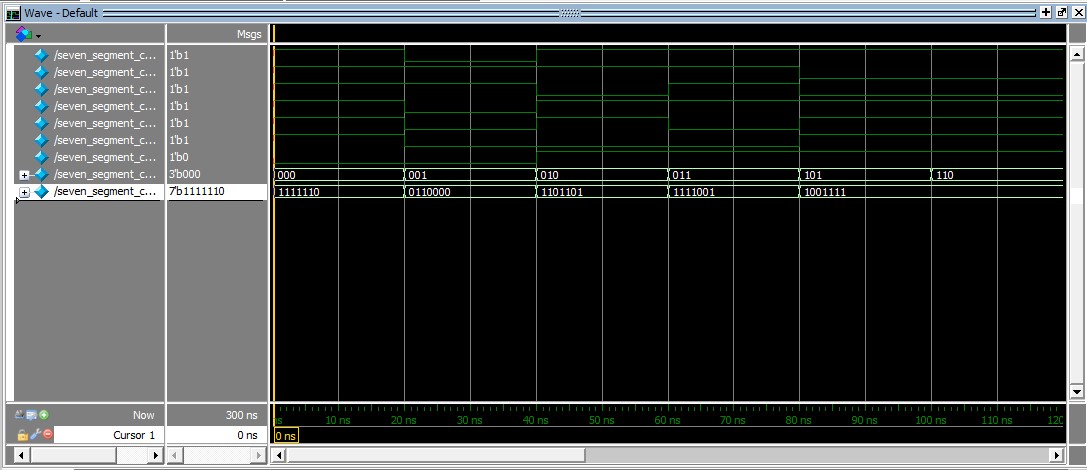 Wave - Default
Msgs
/seven_segment_c... 1'b1
/seven_segment_c... 1'b1
/seven_segment_c... 1'b1
/seven_segment_c... 1'b1
/seven_segment_c... 1'b1
/seven_segment_c... 1'b1
/seven_segment_c... 1'b0
/seven_segment_c... 3'b000 000 001 010 011 101 110
/seven_segment_c... 7'b1111110 1111110 0110000 1101101 1111001 1001111
Now 300 ns ns 10 ns 20 ns 30 ns 40 ns 50 ns 60 ns 70 ns 80 ns 90 ns 100 ns 110 ns 120
Cursor 1 0 ns 0 ns